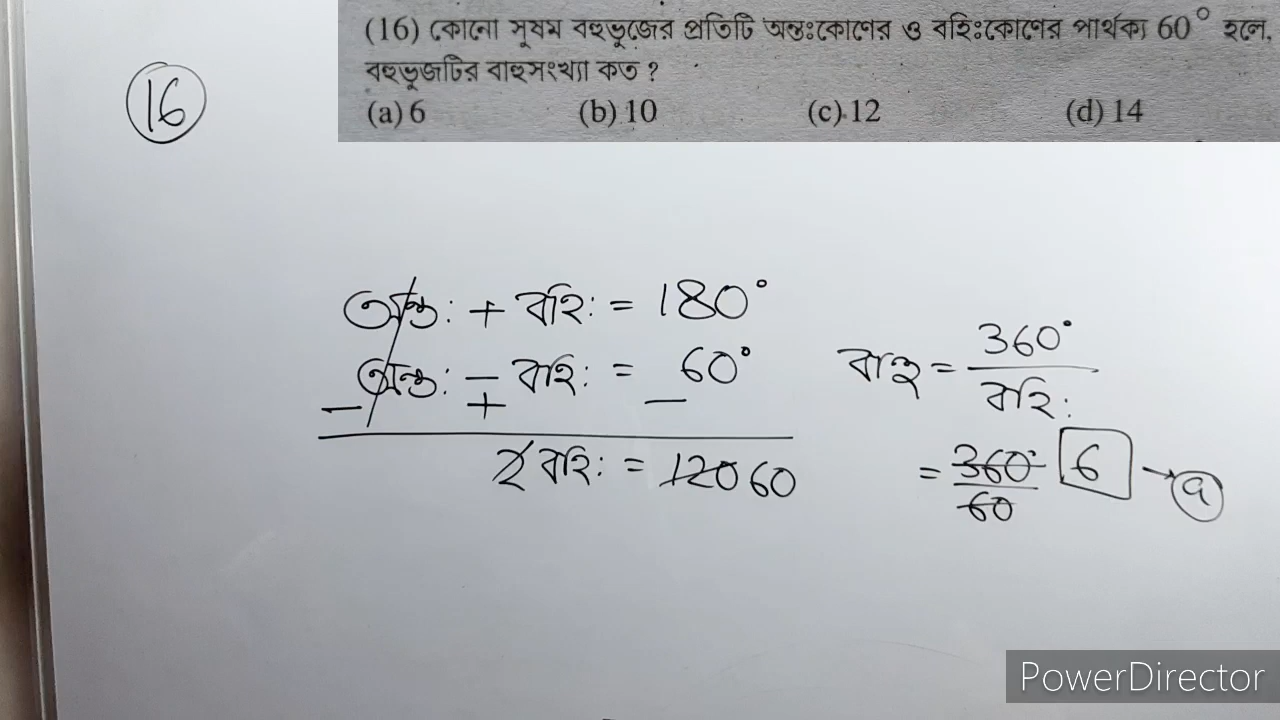 (16) কোনো সুষম বহুভুজের প্রতিটি অন্তঃকোণের ও বহিঃকোণের পার্থক্য 60° হলে,
বহুভুজটির বাহুসংখ্যা কত ?
(a) 6 (b) 10 (c) 12 (d) 14
16
অন্তঃ + বহিঃ = 180°
অন্তঃ − বহিঃ = 60°
− + −
2 বহিঃ = 120 60
বাহু = 360° / বহিঃ
= 360° / 60 6 → a
PowerDirector